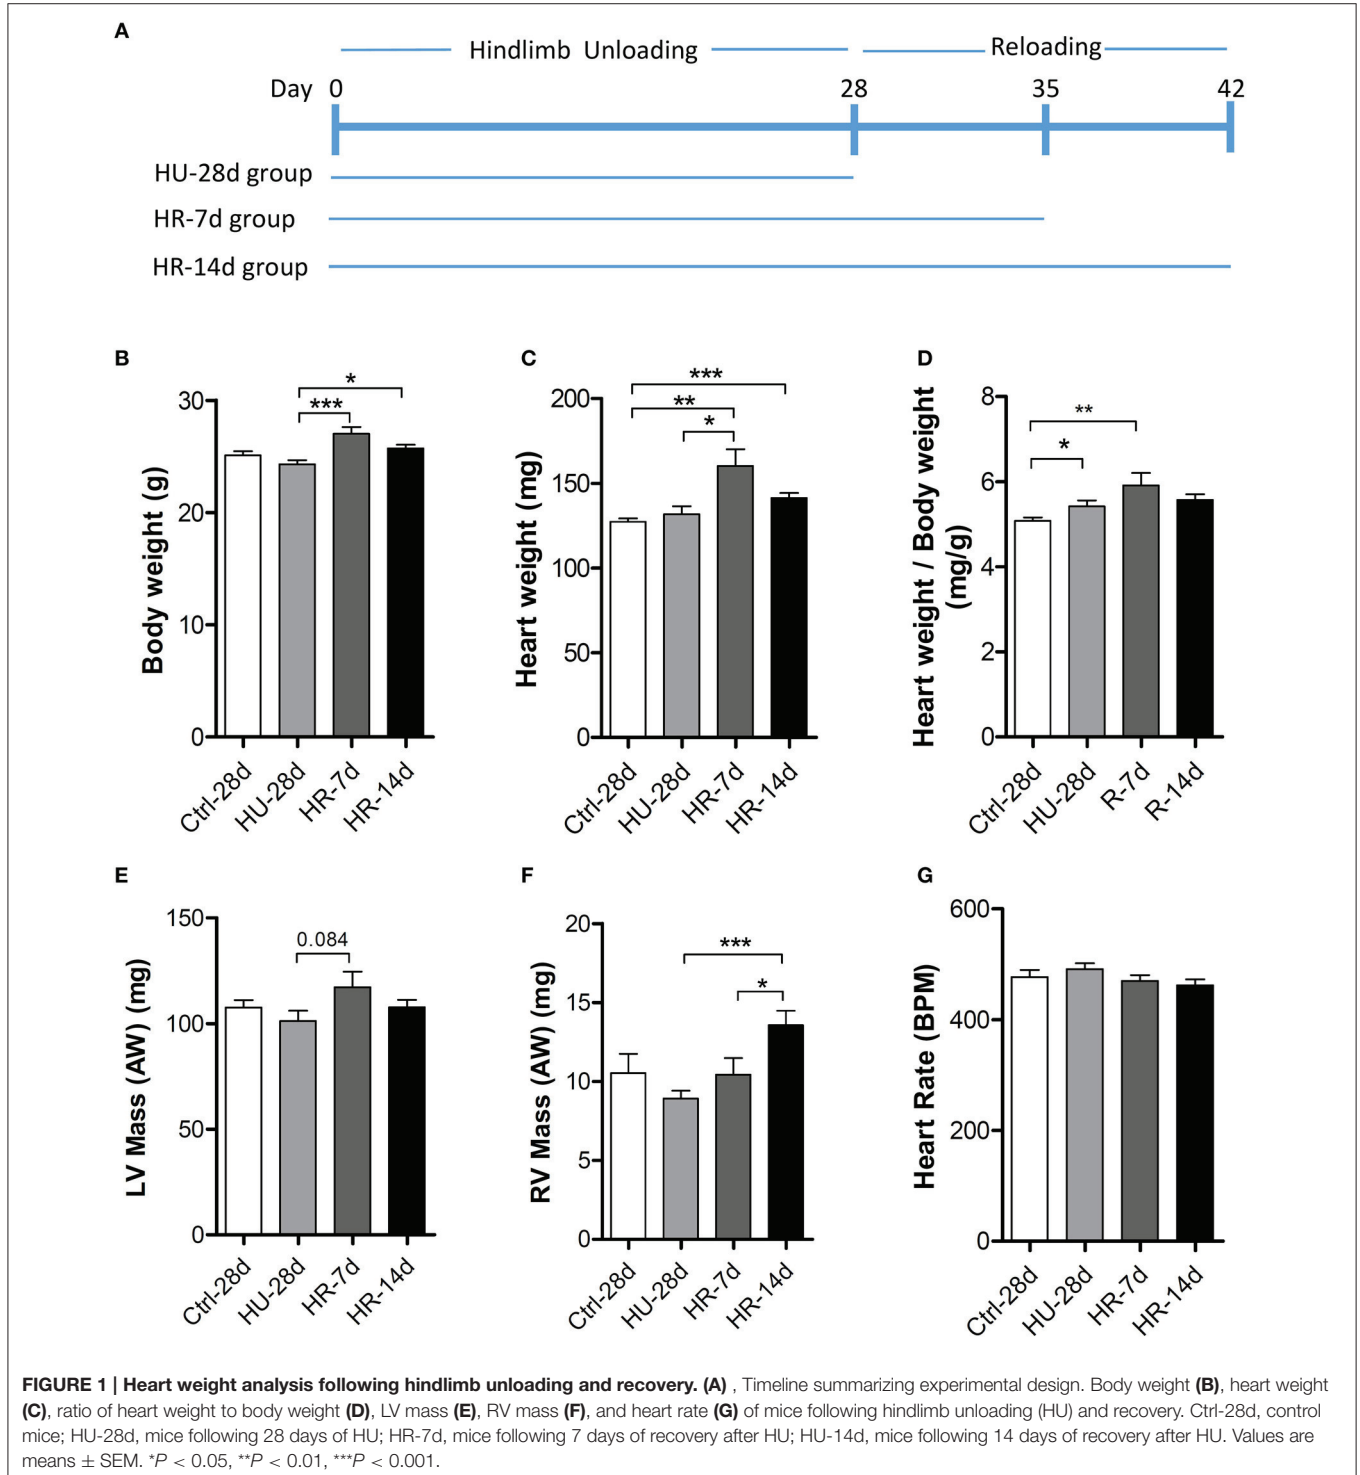 A
Hindlimb Unloading Reloading
Day 0 28 35 42
HU-28d group
HR-7d group
HR-14d group
B
Body weight (g)
30
20
10
0
*
***
Ctrl-28d
HU-28d
HR-7d
HR-14d
C
Heart weight (mg)
200
150
100
50
0
***
**
*
Ctrl-28d
HU-28d
HR-7d
HR-14d
D
Heart weight / Body weight
(mg/g)
8
6
4
2
0
**
*
Ctrl-28d
HU-28d
R-7d
R-14d
E
LV Mass (AW) (mg)
150
100
50
0
0.084
Ctrl-28d
HU-28d
HR-7d
HR-14d
F
RV Mass (AW) (mg)
20
15
10
5
0
***
*
Ctrl-28d
HU-28d
HR-7d
HR-14d
G
Heart Rate (BPM)
600
400
200
0
Ctrl-28d
HU-28d
HR-7d
HR-14d
FIGURE 1 | Heart weight analysis following hindlimb unloading and recovery. (A) , Timeline summarizing experimental design. Body weight (B), heart weight
(C), ratio of heart weight to body weight (D), LV mass (E), RV mass (F), and heart rate (G) of mice following hindlimb unloading (HU) and recovery. Ctrl-28d, control
mice; HU-28d, mice following 28 days of HU; HR-7d, mice following 7 days of recovery after HU; HU-14d, mice following 14 days of recovery after HU. Values are
means ± SEM. *P < 0.05, **P < 0.01, ***P < 0.001.